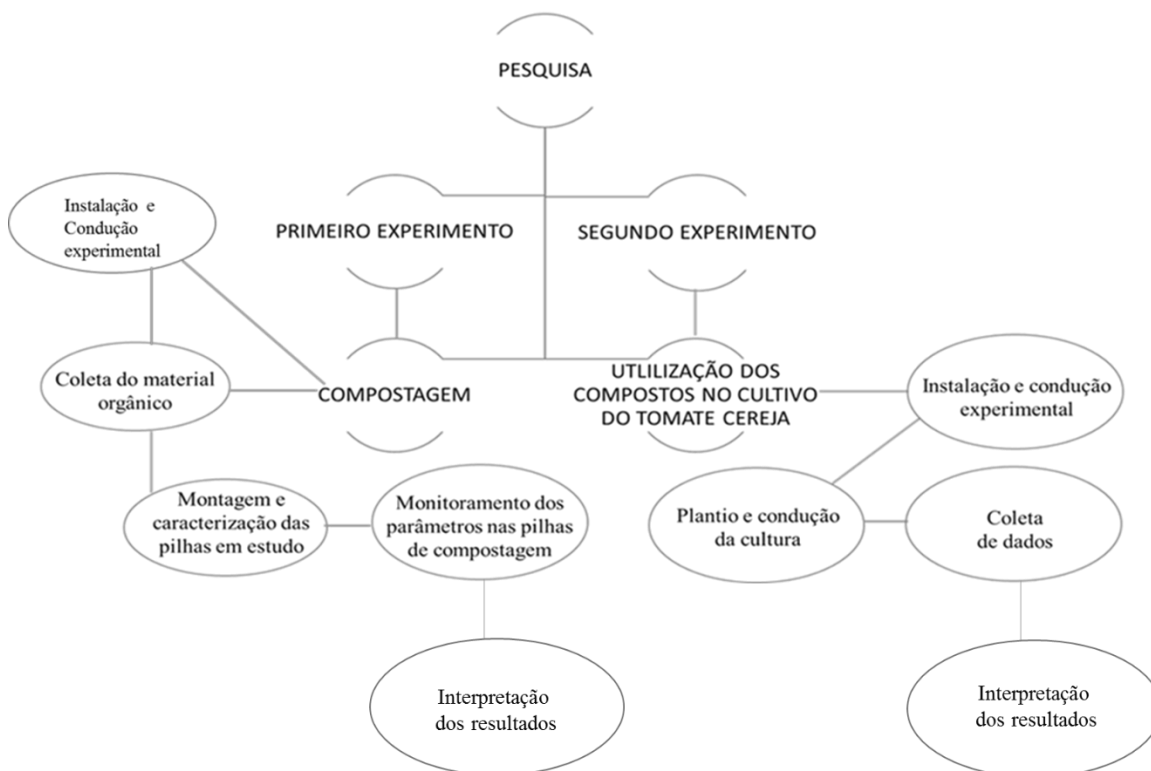 PESQUISA
PRIMEIRO EXPERIMENTO
SEGUNDO EXPERIMENTO
Instalação e
Condução
experimental
Coleta do material
orgânico
COMPOSTAGEM
UTLILIZAÇÃO DOS
COMPOSTOS NO CULTIVO
DO TOMATE CEREJA
Instalação e condução
experimental
Montagem e
caracterização das
pilhas em estudo
Monitoramento dos
parâmetros nas pilhas
de compostagem
Plantio e condução
da cultura
Coleta
de dados
Interpretação
dos resultados
Interpretação
dos resultados